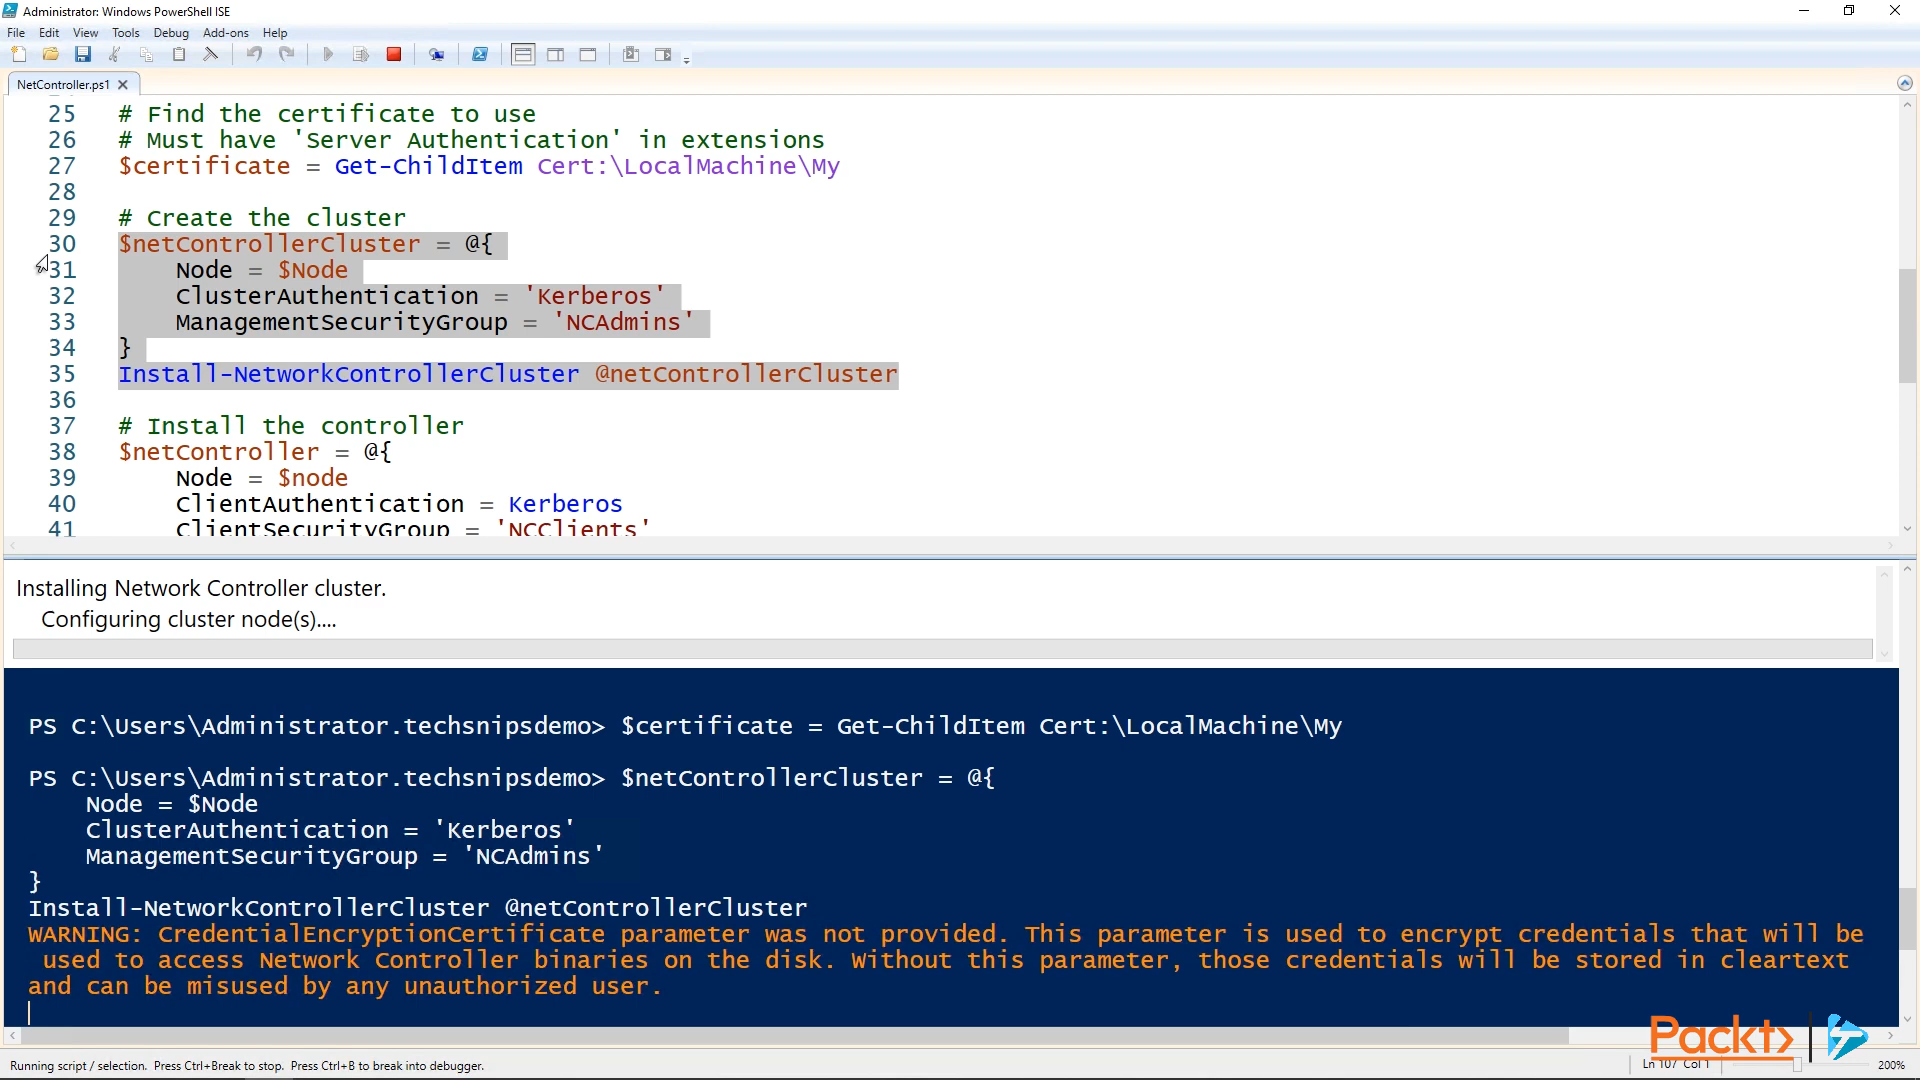 Administrator: Windows PowerShell ISE
File Edit View Tools Debug Add-ons Help
NetController.ps1
25 # Find the certificate to use
26 # Must have 'Server Authentication' in extensions
27 $certificate = Get-ChildItem Cert:\LocalMachine\My
28
29 # Create the cluster
30 $netControllerCluster = @{
31 Node = $Node
32 ClusterAuthentication = 'Kerberos'
33 ManagementSecurityGroup = 'NCAdmins'
34 }
35 Install-NetworkControllerCluster @netControllerCluster
36
37 # Install the controller
38 $netController = @{
39 Node = $node
40 ClientAuthentication = Kerberos
41 ClientSecurityGroup = 'NCClients'
Installing Network Controller cluster.
Configuring cluster node(s)....
PS C:\Users\Administrator.techsnipsdemo> $certificate = Get-ChildItem Cert:\LocalMachine\My
PS C:\Users\Administrator.techsnipsdemo> $netControllerCluster = @{
Node = $Node
ClusterAuthentication = 'Kerberos'
ManagementSecurityGroup = 'NCAdmins'
}
Install-NetworkControllerCluster @netControllerCluster
WARNING: CredentialEncryptionCertificate parameter was not provided. This parameter is used to encrypt credentials that will be
used to access Network Controller binaries on the disk. Without this parameter, those credentials will be stored in cleartext
and can be misused by any unauthorized user.
Packt>
Running script / selection. Press Ctrl+Break to stop. Press Ctrl+B to break into debugger.
Ln 107 Col 1
200%